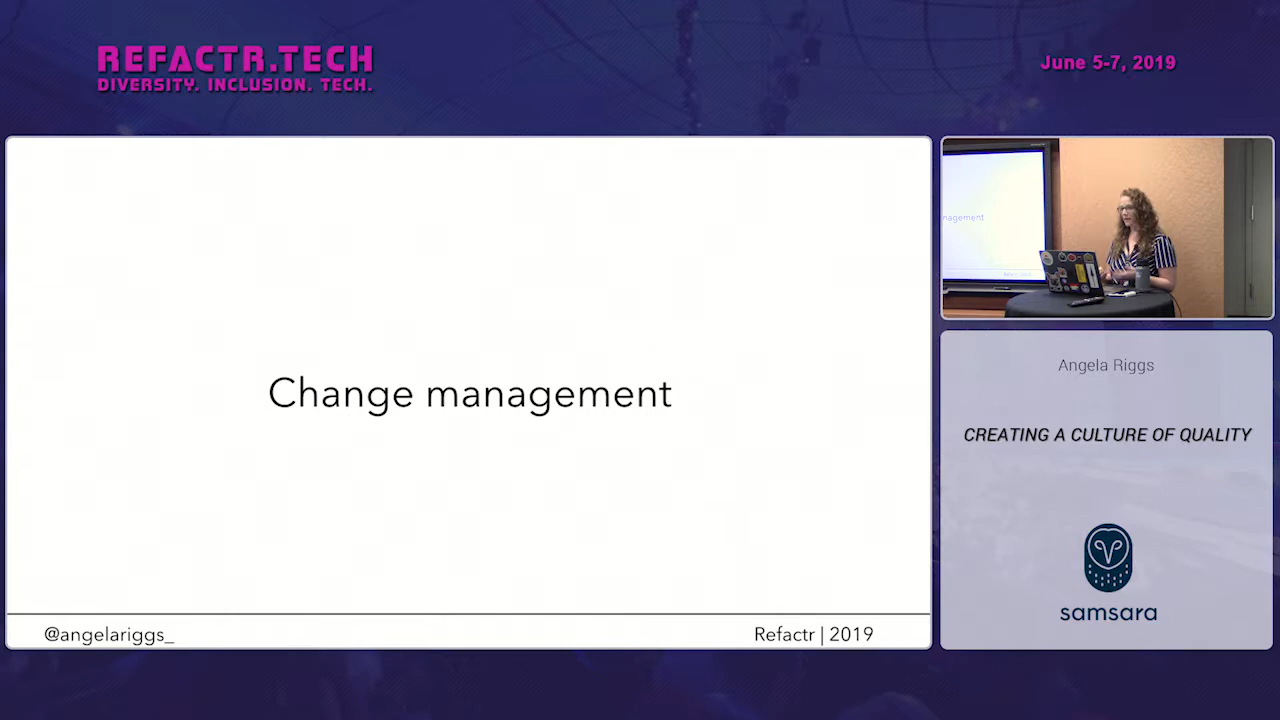 REFACTR.TECH
DIVERSITY. INCLUSION. TECH.
June 5-7, 2019
Change management
@angelariggs_
Refactr | 2019
nagement
Angela Riggs
CREATING A CULTURE OF QUALITY
samsara